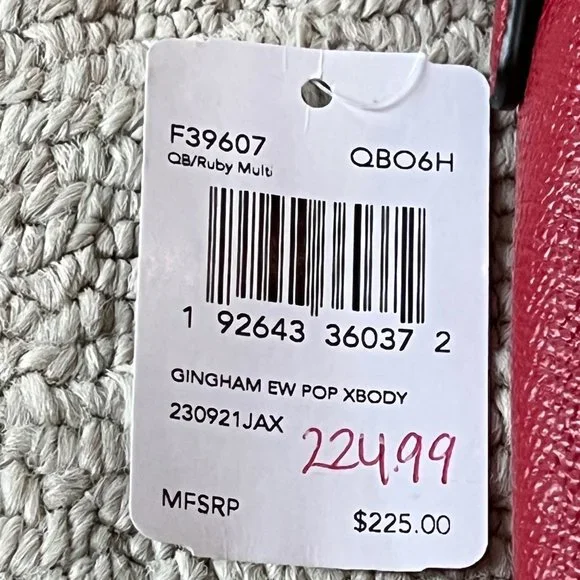 F39607 QBO6H
QB/Ruby Multi
1 92643 36037 2
GINGHAM EW POP XBODY
230921JAX
224.99
MFSRP $225.00